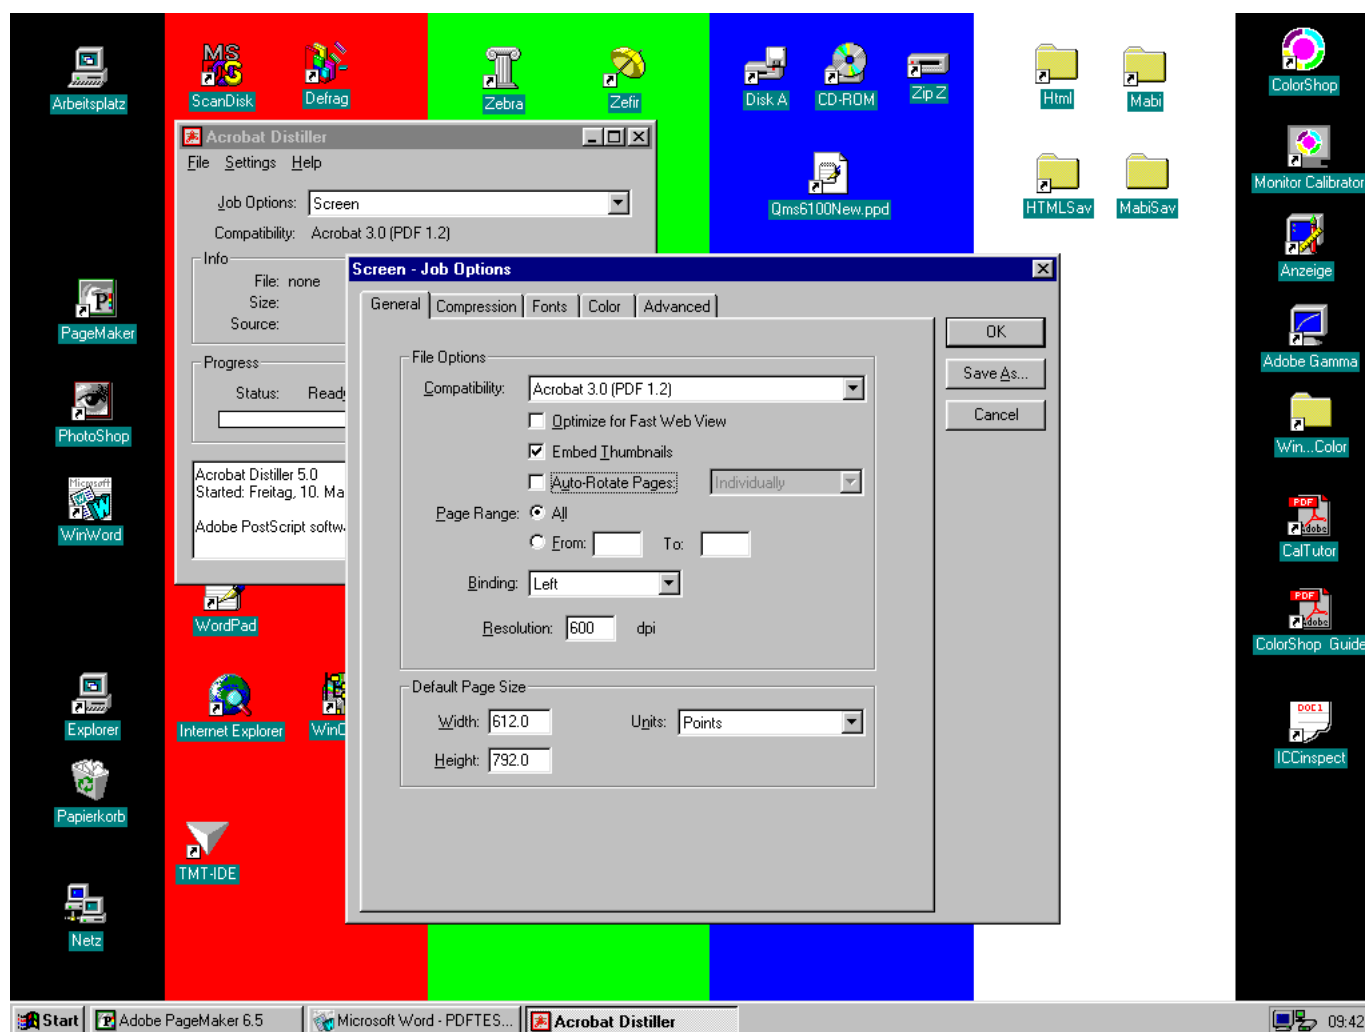 Arbeitsplatz
ScanDisk
Defrag
Zebra
Zefir
Disk A
CD-ROM
Zip Z
Html
Mabi
ColorShop
Acrobat Distiller
File Settings Help
Job Options: Screen
Compatibility: Acrobat 3.0 (PDF 1.2)
Info
File: none
Size:
Source:
Progress
Status:
Acrobat Distiller 5.0
Started: Freitag, 10. Ma
Adobe PostScript softw
Qms6100New.ppd
HTMLSav
MabiSav
Monitor Calibrator
Anzeige
PageMaker
Adobe Gamma
PhotoShop
Win...Color
Microsoft
WinWord
PDF
Adobe
CalTutor
PDF
Adobe
ColorShop Guide
WordPad
Explorer
Internet Explorer
DOC1
ICCinspect
Papierkorb
TMT-IDE
Netz
Screen - Job Options
General Compression Fonts Color Advanced
OK
Save As...
Cancel
File Options
Compatibility: Acrobat 3.0 (PDF 1.2)
Optimize for Fast Web View
Embed Thumbnails
Auto-Rotate Pages: Individually
Page Range: All
From: To:
Binding: Left
Resolution: 600 dpi
Default Page Size
Width: 612.0 Units: Points
Height: 792.0
Start Adobe PageMaker 6.5 Microsoft Word - PDFTES... Acrobat Distiller 09:42